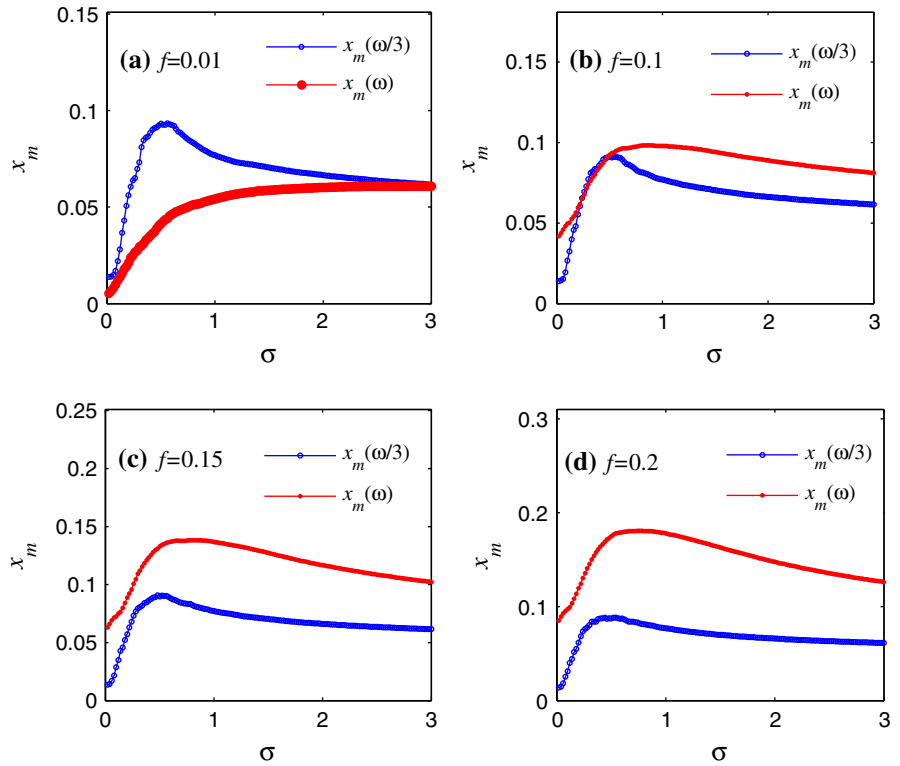 0.15
(a) f=0.01
x_m(ω/3)
x_m(ω)
0.1
x_m
0.05
0
0 1 2 3
σ
(b) f=0.1
x_m(ω/3)
x_m(ω)
0.15
0.1
x_m
0.05
0
0 1 2 3
σ
0.25
(c) f=0.15
x_m(ω/3)
x_m(ω)
0.2
0.15
x_m
0.1
0.05
0
0 1 2 3
σ
0.3
(d) f=0.2
x_m(ω/3)
x_m(ω)
0.2
x_m
0.1
0
0 1 2 3
σ